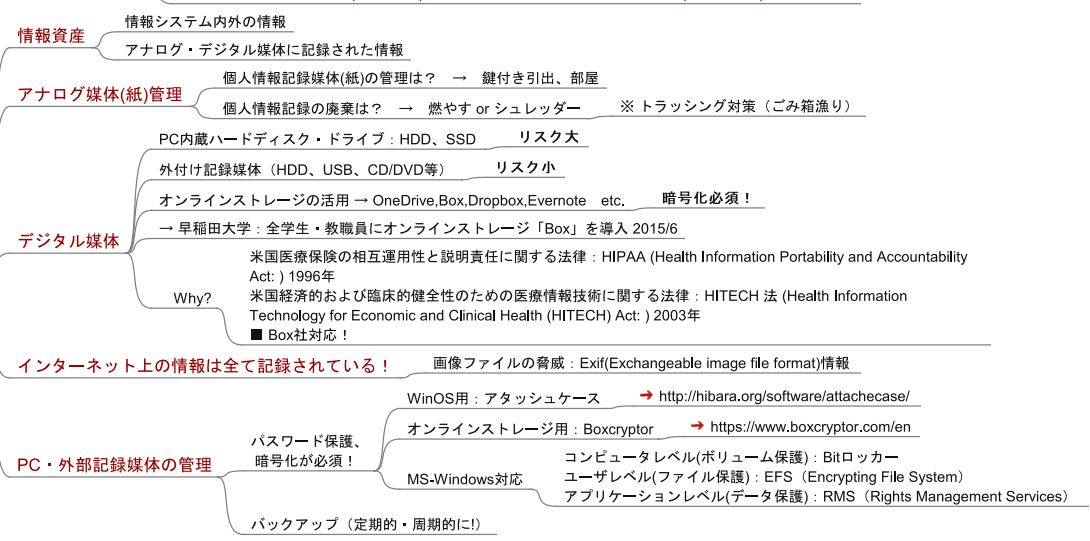 情報資産
情報システム内外の情報
アナログ・デジタル媒体に記録された情報
アナログ媒体(紙)管理
個人情報記録媒体(紙)の管理は？ → 鍵付き引出、部屋
個人情報記録の廃棄は？ → 燃やす or シュレッダー
※ トラッシング対策（ごみ箱漁り）
デジタル媒体
PC内蔵ハードディスク・ドライブ：HDD、SSD
リスク大
外付け記録媒体（HDD、USB、CD/DVD等）
リスク小
オンラインストレージの活用 → OneDrive,Box,Dropbox,Evernote etc.
暗号化必須！
→ 早稲田大学：全学生・教職員にオンラインストレージ「Box」を導入 2015/6
Why?
米国医療保険の相互運用性と説明責任に関する法律：HIPAA (Health Information Portability and Accountability
Act: ) 1996年
米国経済的および臨床的健全性のための医療情報技術に関する法律：HITECH 法 (Health Information
Technology for Economic and Clinical Health (HITECH) Act: ) 2003年
■ Box社対応！
インターネット上の情報は全て記録されている！
画像ファイルの脅威：Exif(Exchangeable image file format)情報
PC・外部記録媒体の管理
パスワード保護、
暗号化が必須！
WinOS用：アタッシュケース
➜ http://hibara.org/software/attachecase/
オンラインストレージ用：Boxcryptor
➜ https://www.boxcryptor.com/en
MS-Windows対応
コンピュータレベル(ボリューム保護)：Bitロッカー
ユーザレベル(ファイル保護)：EFS（Encrypting File System）
アプリケーションレベル(データ保護)：RMS（Rights Management Services）
バックアップ（定期的・周期的に!）